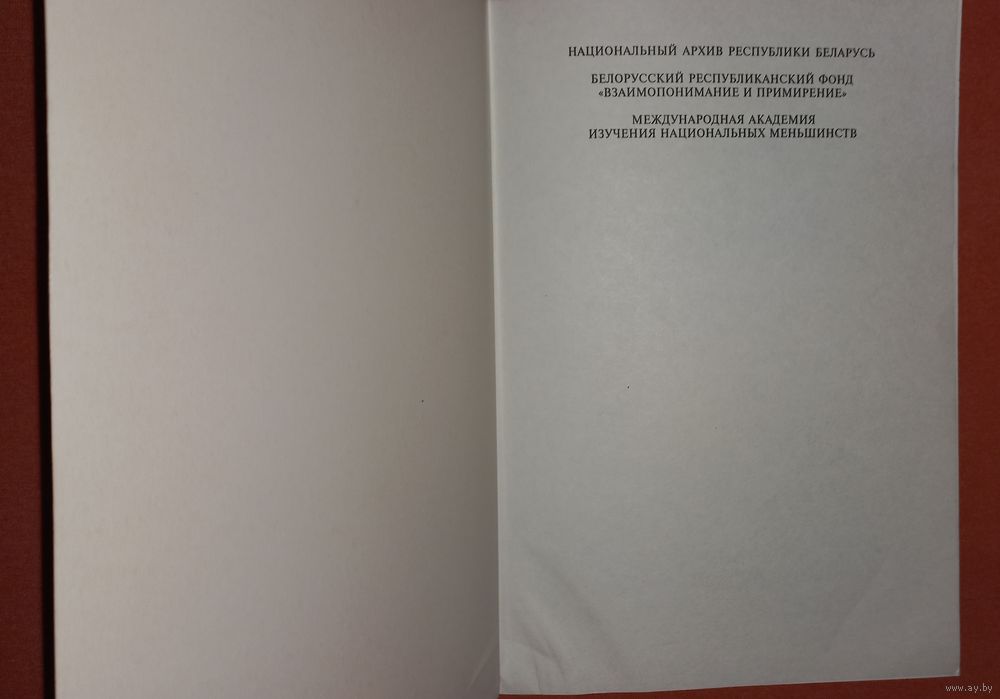 НАЦИОНАЛЬНЫЙ АРХИВ РЕСПУБЛИКИ БЕЛАРУСЬ
БЕЛОРУССКИЙ РЕСПУБЛИКАНСКИЙ ФОНД
«ВЗАИМОПОНИМАНИЕ И ПРИМИРЕНИЕ»
МЕЖДУНАРОДНАЯ АКАДЕМИЯ
ИЗУЧЕНИЯ НАЦИОНАЛЬНЫХ МЕНЬШИНСТВ
www.ay.by